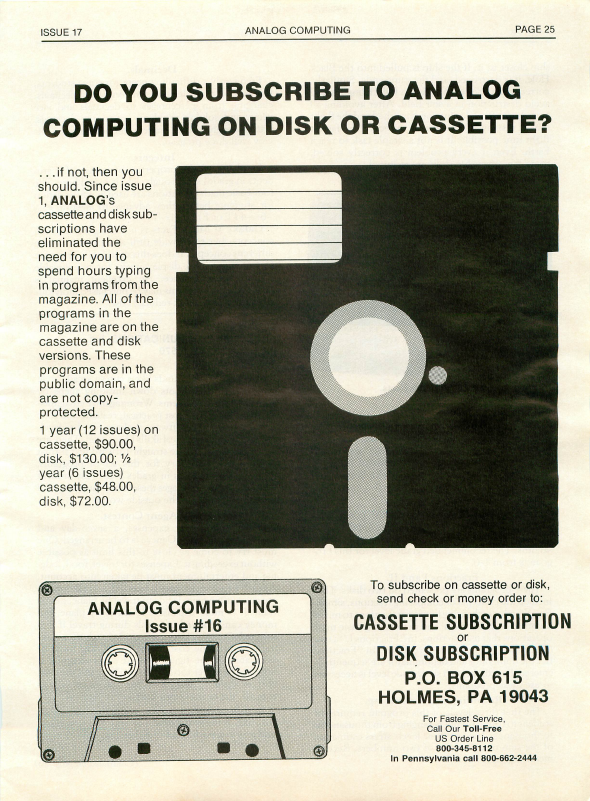 ISSUE 17 ANALOG COMPUTING PAGE 25
DO YOU SUBSCRIBE TO ANALOG
COMPUTING ON DISK OR CASSETTE?
. . . if not, then you
should. Since issue
1, ANALOG's
cassette and disk sub-
scriptions have
eliminated the
need for you to
spend hours typing
in programs from the
magazine. All of the
programs in the
magazine are on the
cassette and disk
versions. These
programs are in the
public domain, and
are not copy-
protected.
1 year (12 issues) on
cassette, $90.00,
disk, $130.00; ½
year (6 issues)
cassette, $48.00,
disk, $72.00.
ANALOG COMPUTING
Issue #16
To subscribe on cassette or disk,
send check or money order to:
CASSETTE SUBSCRIPTION
or
DISK SUBSCRIPTION
P.O. BOX 615
HOLMES, PA 19043
For Fastest Service,
Call Our Toll-Free
US Order Line
800-345-8112
In Pennsylvania call 800-662-2444